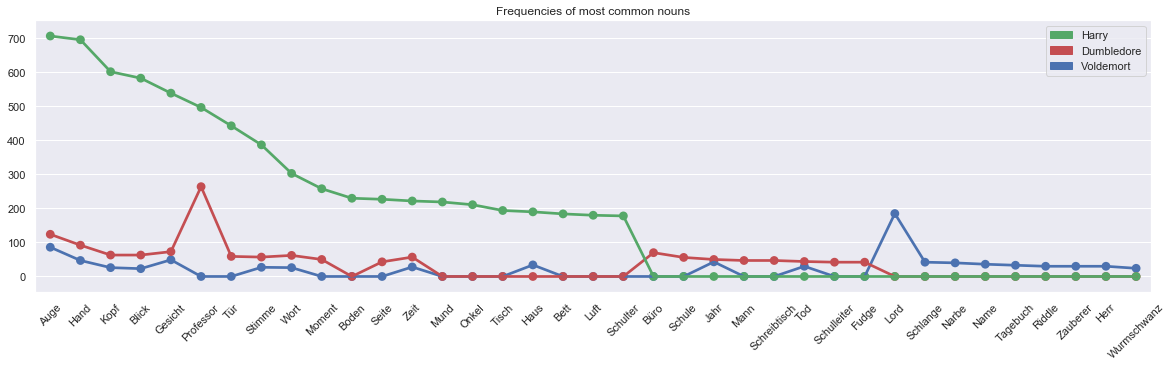 Frequencies of most common nouns
Harry
Dumbledore
Voldemort
700
600
500
400
300
200
100
0
Auge
Hand
Kopf
Blick
Gesicht
Professor
Tür
Stimme
Wort
Moment
Boden
Seite
Zeit
Mund
Onkel
Tisch
Haus
Bett
Luft
Schulter
Büro
Schule
Jahr
Mann
Schreibtisch
Tod
Schulleiter
Fudge
Lord
Schlange
Narbe
Name
Tagebuch
Riddle
Zauberer
Herr
Wurmschwanz